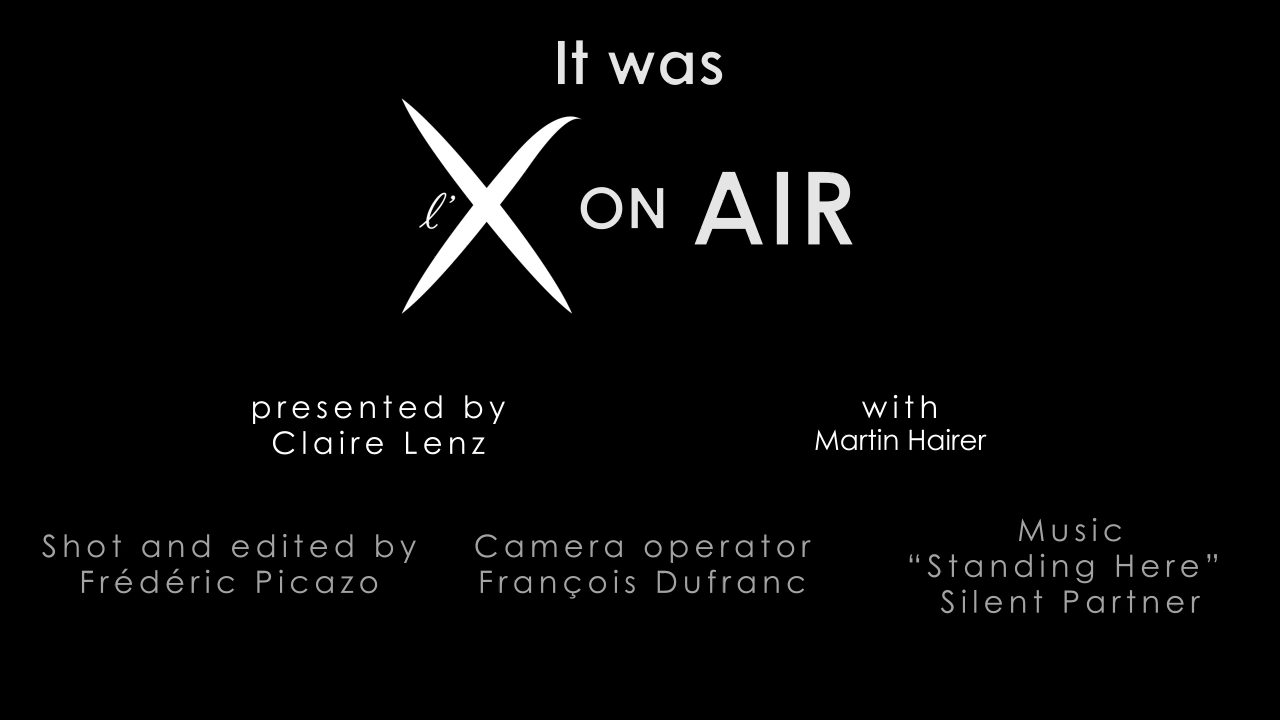 It was
l’X ON AIR
presented by
Claire Lenz
with
Martin Hairer
Shot and edited by
Frédéric Picazo
Camera operator
François Dufranc
Music
“Standing Here”
Silent Partner